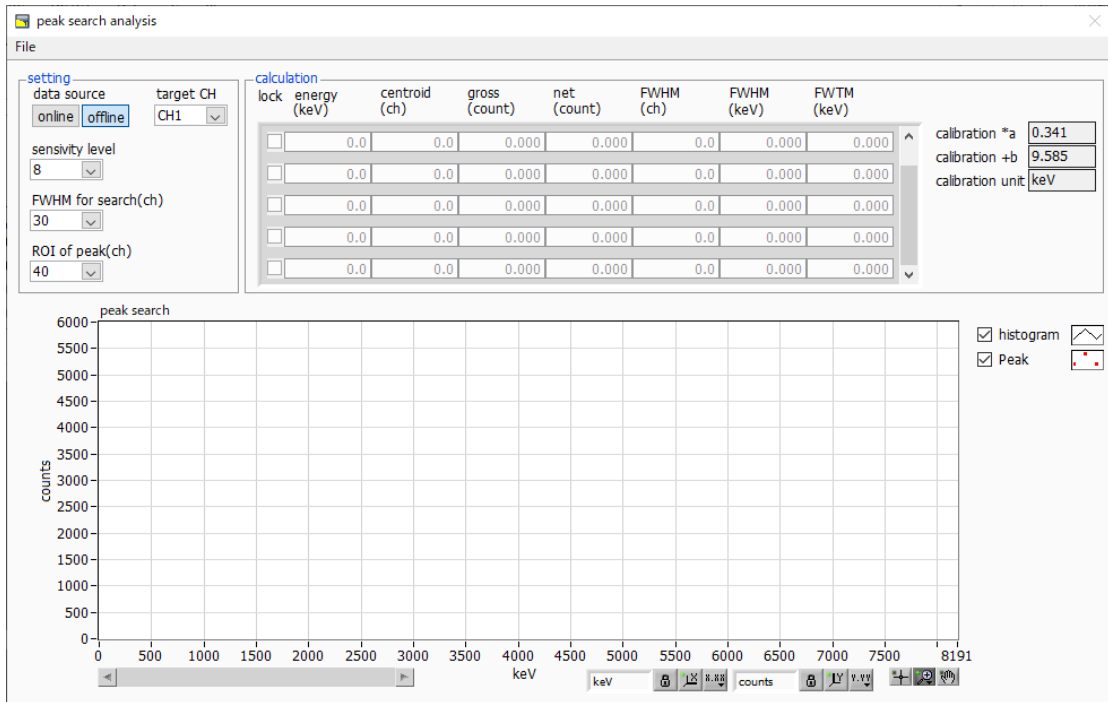 peak search analysis
File
setting
data source
target CH
online
offline
CH1
sensivity level
8
FWHM for search(ch)
30
ROI of peak(ch)
40
calculation
lock energy (keV) centroid (ch) gross (count) net (count) FWHM (ch) FWHM (keV) FWTM (keV)
0.0 0.0 0.000 0.000 0.0 0.000 0.000
0.0 0.0 0.000 0.000 0.0 0.000 0.000
0.0 0.0 0.000 0.000 0.0 0.000 0.000
0.0 0.0 0.000 0.000 0.0 0.000 0.000
0.0 0.0 0.000 0.000 0.0 0.000 0.000
calibration *a 0.341
calibration +b 9.585
calibration unit keV
peak search
6000
5500
5000
4500
4000
3500
3000
2500
2000
1500
1000
500
0
counts
0 500 1000 1500 2000 2500 3000 3500 4000 4500 5000 5500 6000 6500 7000 7500 8191
keV
histogram
Peak
keV
X
X.XX
counts
Y
Y.YY